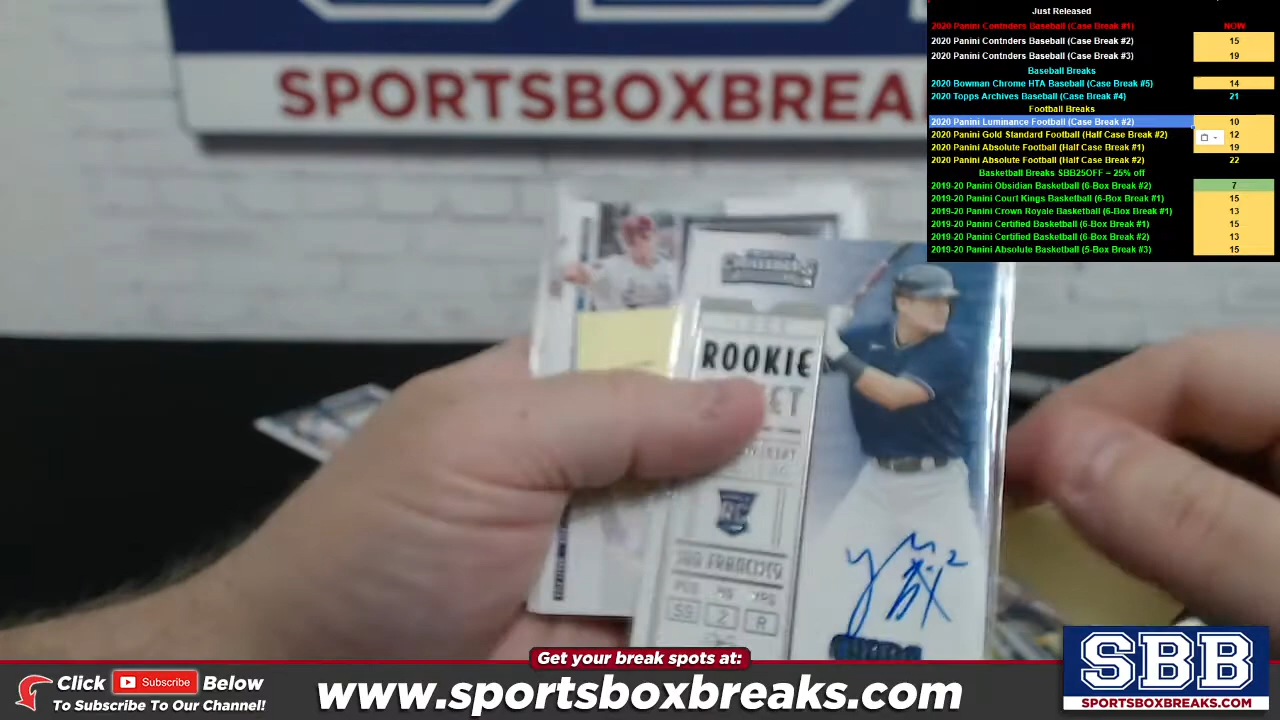 Just Released
2020 Panini Contnders Baseball (Case Break #1) NOW
2020 Panini Contnders Baseball (Case Break #2) 15
2020 Panini Contnders Baseball (Case Break #3) 19
Baseball Breaks
2020 Bowman Chrome HTA Baseball (Case Break #5) 14
2020 Topps Archives Baseball (Case Break #4) 21
Football Breaks
2020 Panini Luminance Football (Case Break #2) 10
2020 Panini Gold Standard Football (Half Case Break #2) 12
2020 Panini Absolute Football (Half Case Break #1) 19
2020 Panini Absolute Football (Half Case Break #2) 22
Basketball Breaks SBB25OFF – 25% off
2019-20 Panini Obsidian Basketball (6-Box Break #2) 7
2019-20 Panini Court Kings Basketball (6-Box Break #1) 15
2019-20 Panini Crown Royale Basketball (6-Box Break #1) 13
2019-20 Panini Certified Basketball (6-Box Break #1) 15
2019-20 Panini Certified Basketball (6-Box Break #2) 13
2019-20 Panini Absolute Basketball (5-Box Break #3) 15
SPORTSBOXBREA
CONTENDERS
ROOKIE
RC
SAN FRANCISCO
SS 2 R
Get your break spots at:
Click Subscribe Below
To Subscribe To Our Channel!
www.sportsboxbreaks.com
SBB
SPORTSBOXBREAKS.COM